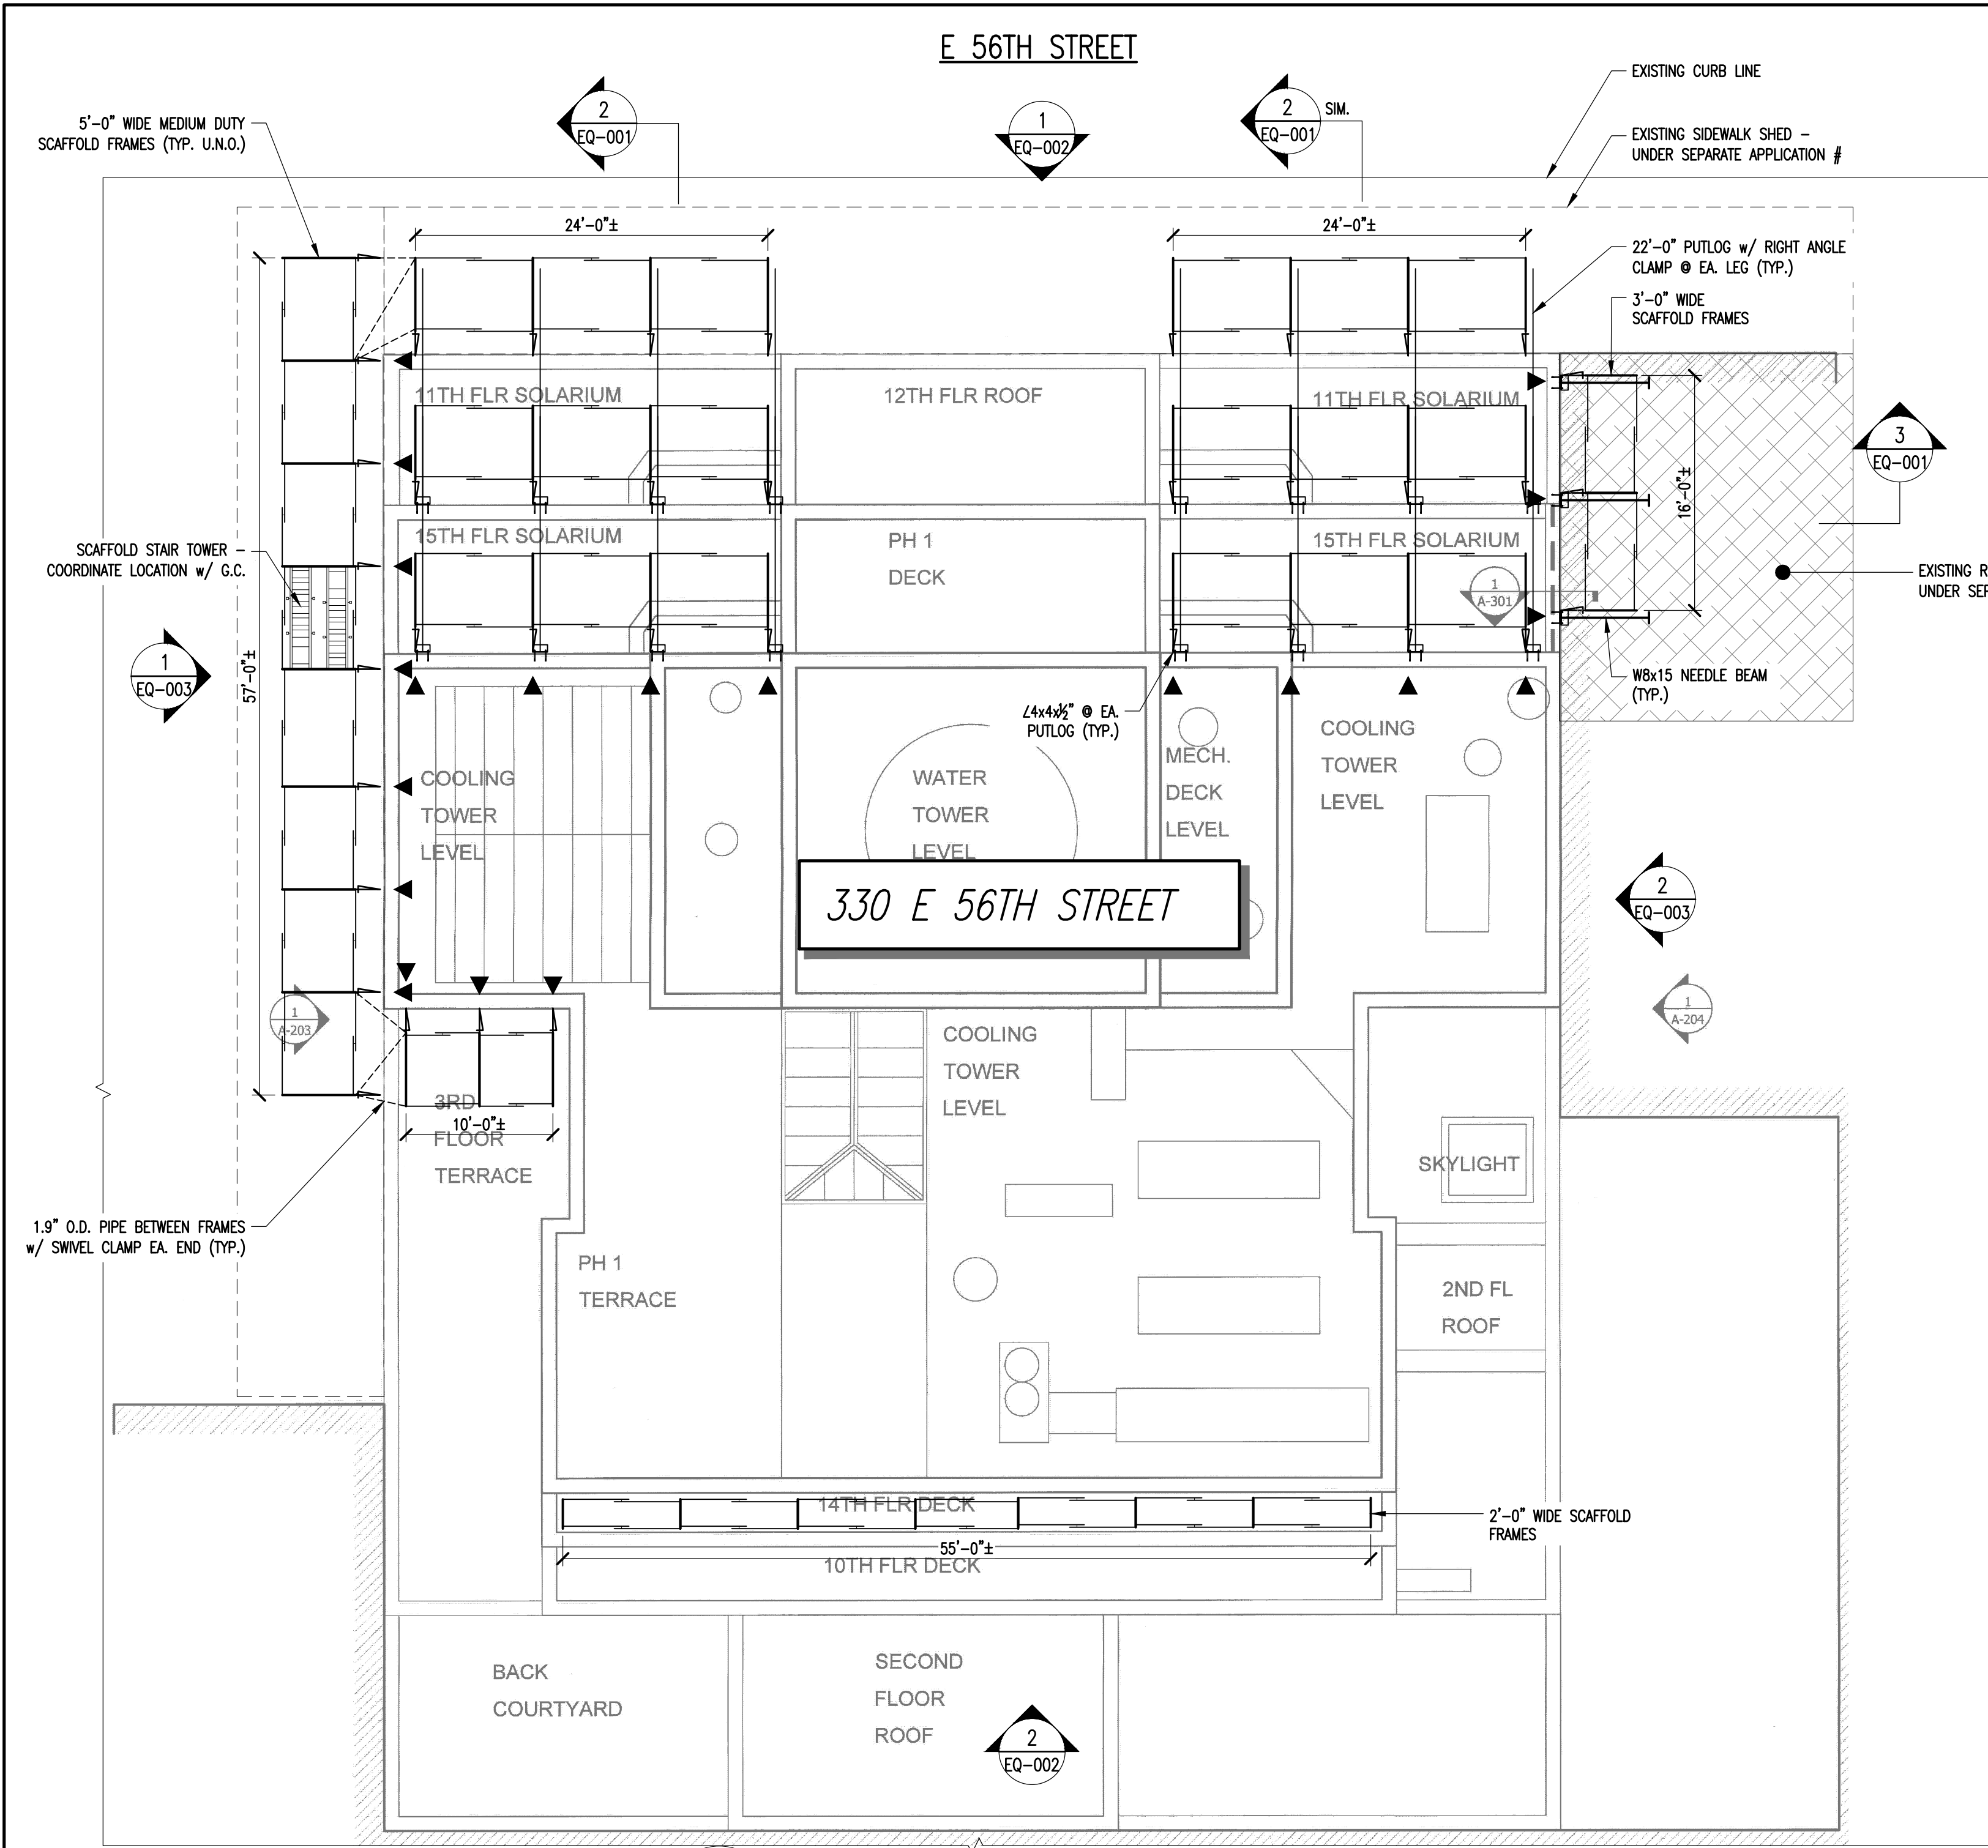 E 56TH STREET
EXISTING CURB LINE
2
EQ-001
1
EQ-002
2
EQ-001
SIM.
5'-0" WIDE MEDIUM DUTY
SCAFFOLD FRAMES (TYP. U.N.O.)
EXISTING SIDEWALK SHED -
UNDER SEPARATE APPLICATION #
24'-0"±
24'-0"±
22'-0" PUTLOG w/ RIGHT ANGLE
CLAMP @ EA. LEG (TYP.)
3'-0" WIDE
SCAFFOLD FRAMES
11TH FLR SOLARIUM
12TH FLR ROOF
11TH FLR SOLARIUM
3
EQ-001
16'-0"±
15TH FLR SOLARIUM
PH 1
DECK
15TH FLR SOLARIUM
SCAFFOLD STAIR TOWER -
COORDINATE LOCATION w/ G.C.
1
A-301
EXISTING R
UNDER SEP
1
EQ-003
57'-0"±
W8x15 NEEDLE BEAM
(TYP.)
∠4x4x½" @ EA.
PUTLOG (TYP.)
COOLING
TOWER
LEVEL
WATER
TOWER
LEVEL
MECH.
DECK
LEVEL
COOLING
TOWER
LEVEL
330 E 56TH STREET
2
EQ-003
1
A-203
1
A-204
COOLING
TOWER
LEVEL
3RD
FLOOR
TERRACE
10'-0"±
SKYLIGHT
1.9" O.D. PIPE BETWEEN FRAMES
w/ SWIVEL CLAMP EA. END (TYP.)
PH 1
TERRACE
2ND FL
ROOF
14TH FLR DECK
2'-0" WIDE SCAFFOLD
FRAMES
55'-0"±
10TH FLR DECK
BACK
COURTYARD
SECOND
FLOOR
ROOF
2
EQ-002